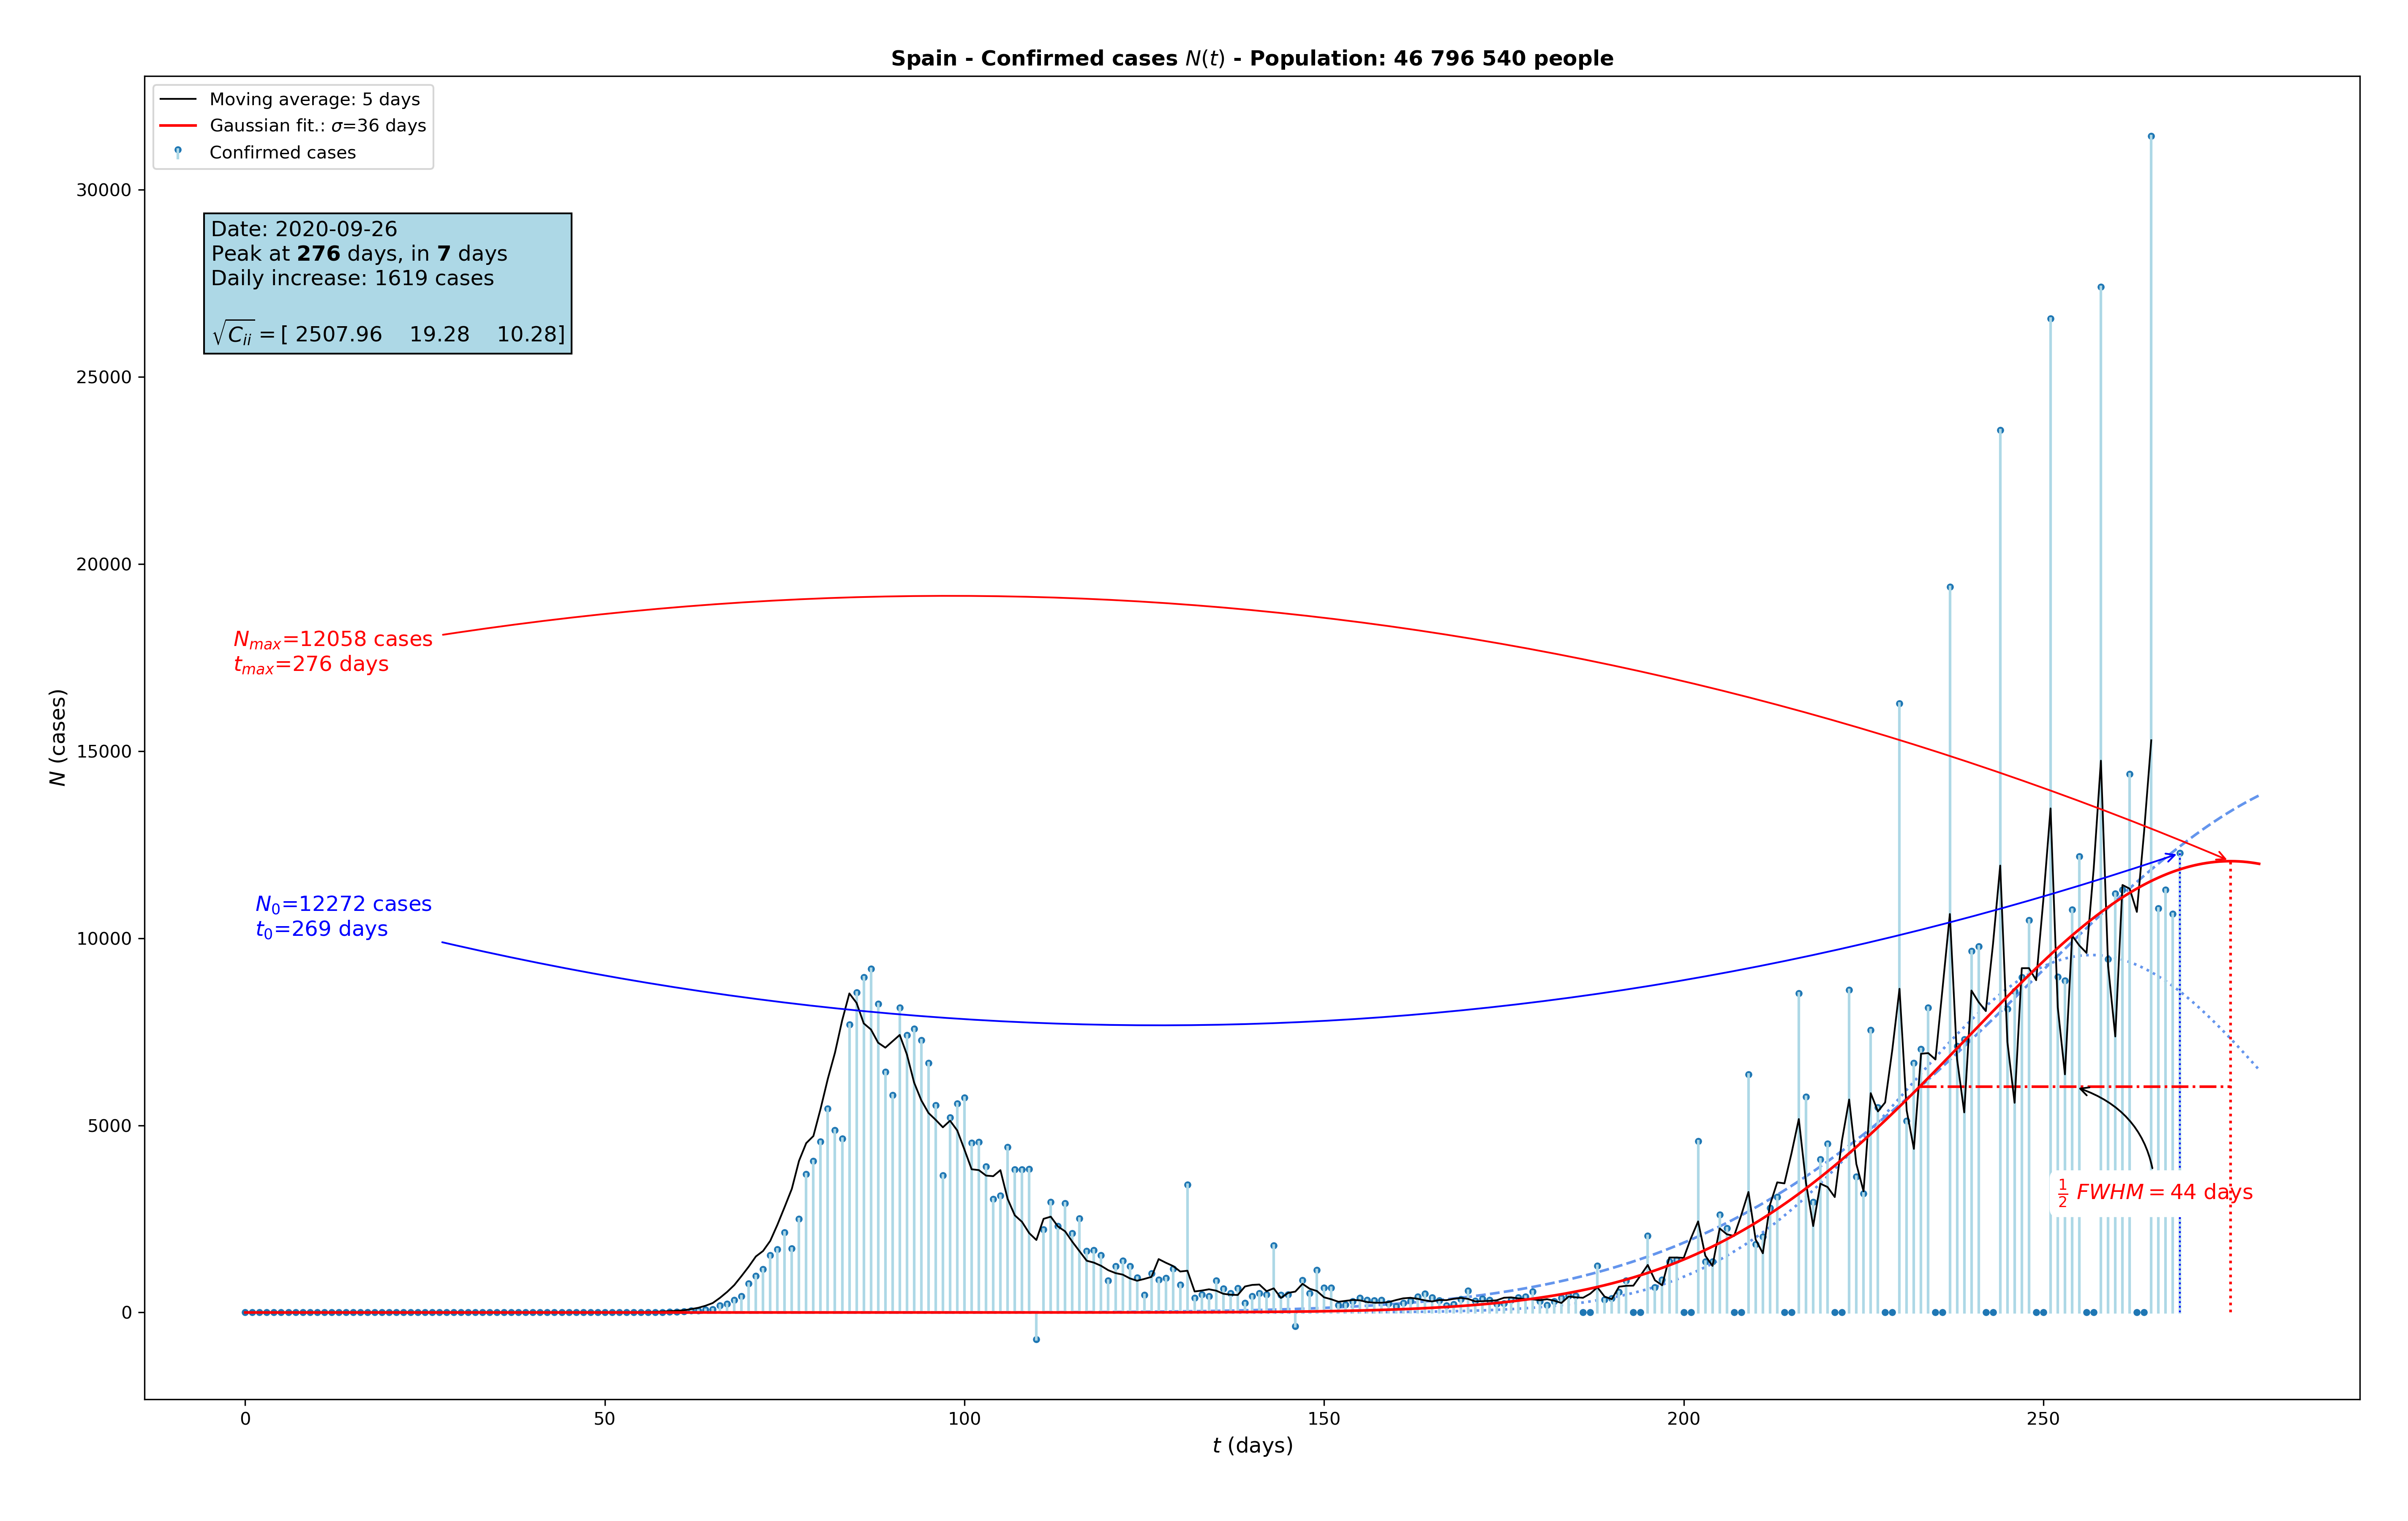 Spain - Confirmed cases N(t) - Population: 46 796 540 people
Moving average: 5 days
Gaussian fit.: σ=36 days
Confirmed cases
Date: 2020-09-26
Peak at 276 days, in 7 days
Daily increase: 1619 cases
√C_ii = [ 2507.96 19.28 10.28]
N_max=12058 cases
t_max=276 days
N_0=12272 cases
t_0=269 days
1/2 FWHM = 44 days
N (cases)
30000
25000
20000
15000
10000
5000
0
0 50 100 150 200 250
t (days)